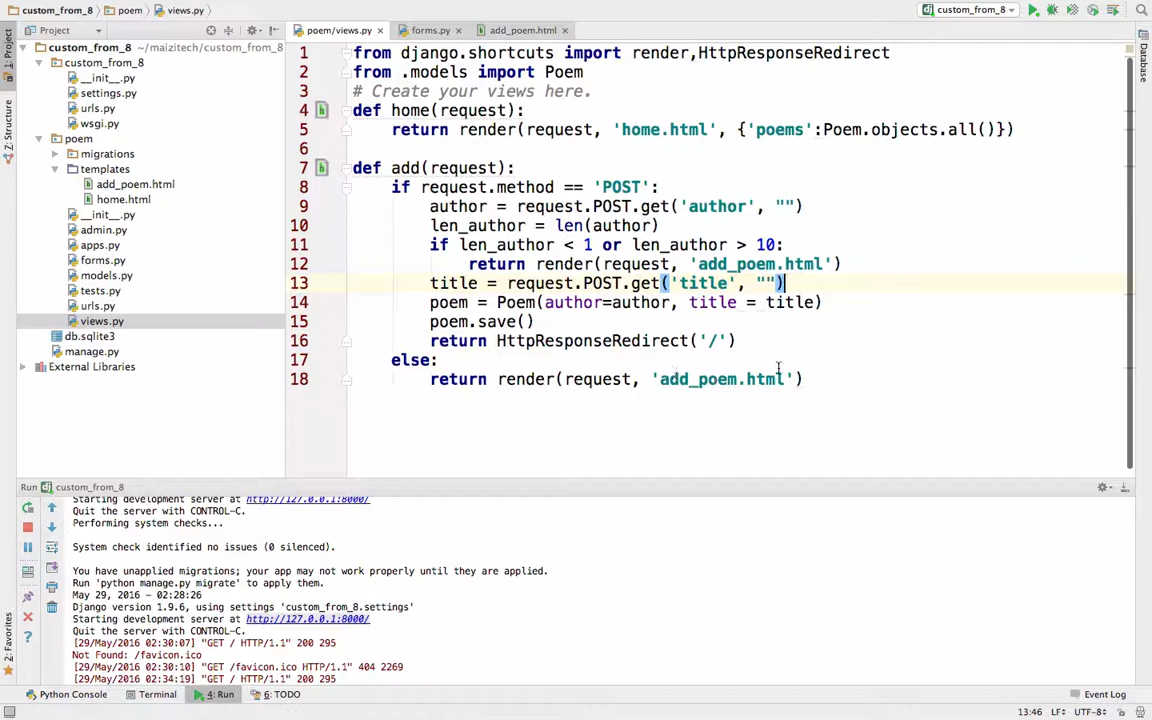 custom_from_8 poem views.py custom_from_8
Project poem/views.py forms.py add_poem.html
custom_from_8 ~/maizitech/custom_from_8
custom_from_8
__init__.py
settings.py
urls.py
wsgi.py
poem
migrations
templates
add_poem.html
home.html
__init__.py
admin.py
apps.py
forms.py
models.py
tests.py
urls.py
views.py
db.sqlite3
manage.py
External Libraries
1: Project
7: Structure
2: Favorites
Database
1 from django.shortcuts import render,HttpResponseRedirect
2 from .models import Poem
3 # Create your views here.
4 def home(request):
5     return render(request, 'home.html', {'poems':Poem.objects.all()})
6
7 def add(request):
8     if request.method == 'POST':
9         author = request.POST.get('author', "")
10         len_author = len(author)
11         if len_author < 1 or len_author > 10:
12             return render(request, 'add_poem.html')
13         title = request.POST.get('title', "")
14         poem = Poem(author=author, title = title)
15         poem.save()
16         return HttpResponseRedirect('/')
17     else:
18         return render(request, 'add_poem.html')
Run custom_from_8
Starting development server at http://127.0.0.1:8000/
Quit the server with CONTROL-C.
Performing system checks...
System check identified no issues (0 silenced).
You have unapplied migrations; your app may not work properly until they are applied.
Run 'python manage.py migrate' to apply them.
May 29, 2016 - 02:28:26
Django version 1.9.6, using settings 'custom_from_8.settings'
Starting development server at http://127.0.0.1:8000/
Quit the server with CONTROL-C.
[29/May/2016 02:30:07] "GET / HTTP/1.1" 200 295
Not Found: /favicon.ico
[29/May/2016 02:30:10] "GET /favicon.ico HTTP/1.1" 404 2269
[29/May/2016 02:34:19] "GET / HTTP/1.1" 200 295
Python Console Terminal 4: Run 6: TODO Event Log
13:46 LF÷ UTF-8÷